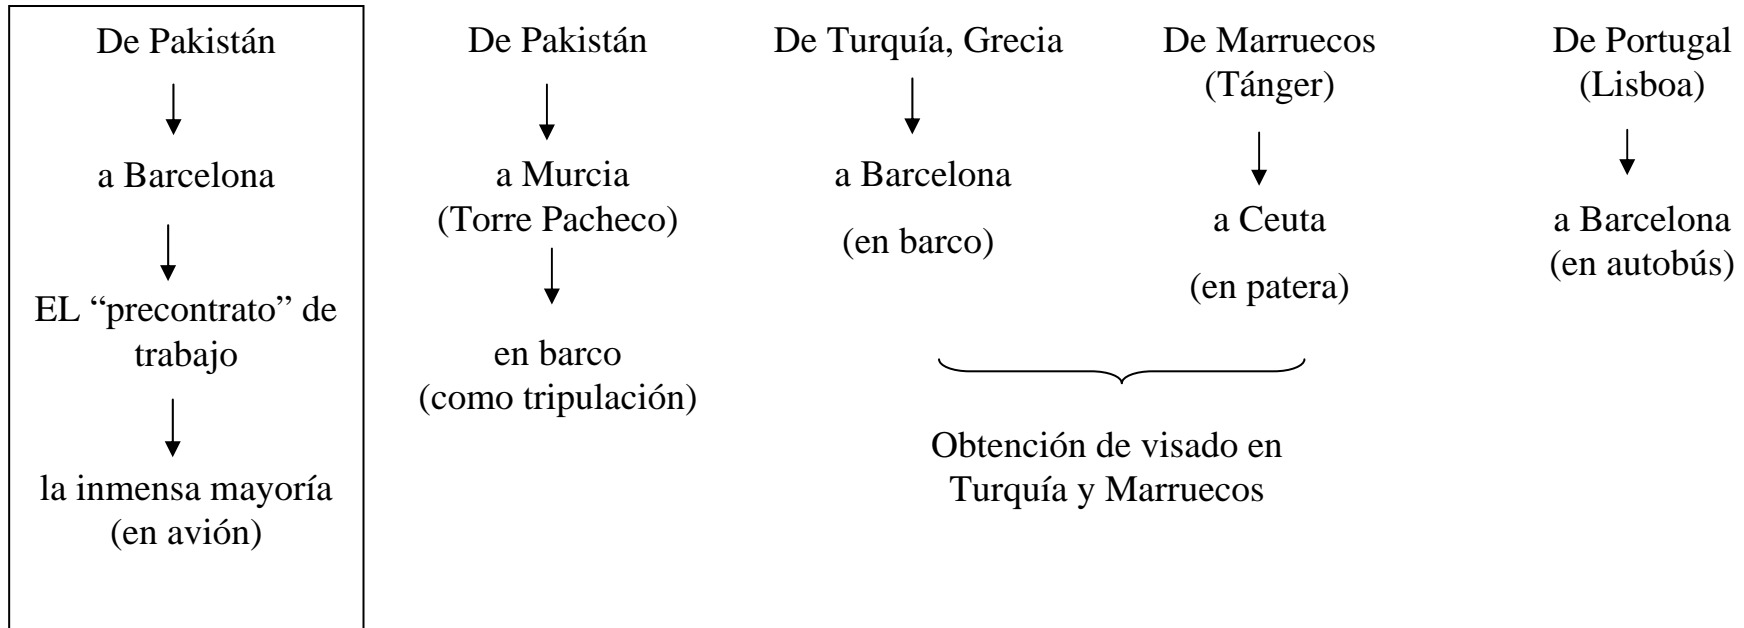 De Pakistán
a Barcelona
EL “precontrato” de
trabajo
la inmensa mayoría
(en avión)
De Pakistán
a Murcia
(Torre Pacheco)
en barco
(como tripulación)
De Turquía, Grecia
a Barcelona
(en barco)
De Marruecos
(Tánger)
a Ceuta
(en patera)
Obtención de visado en
Turquía y Marruecos
De Portugal
(Lisboa)
a Barcelona
(en autobús)